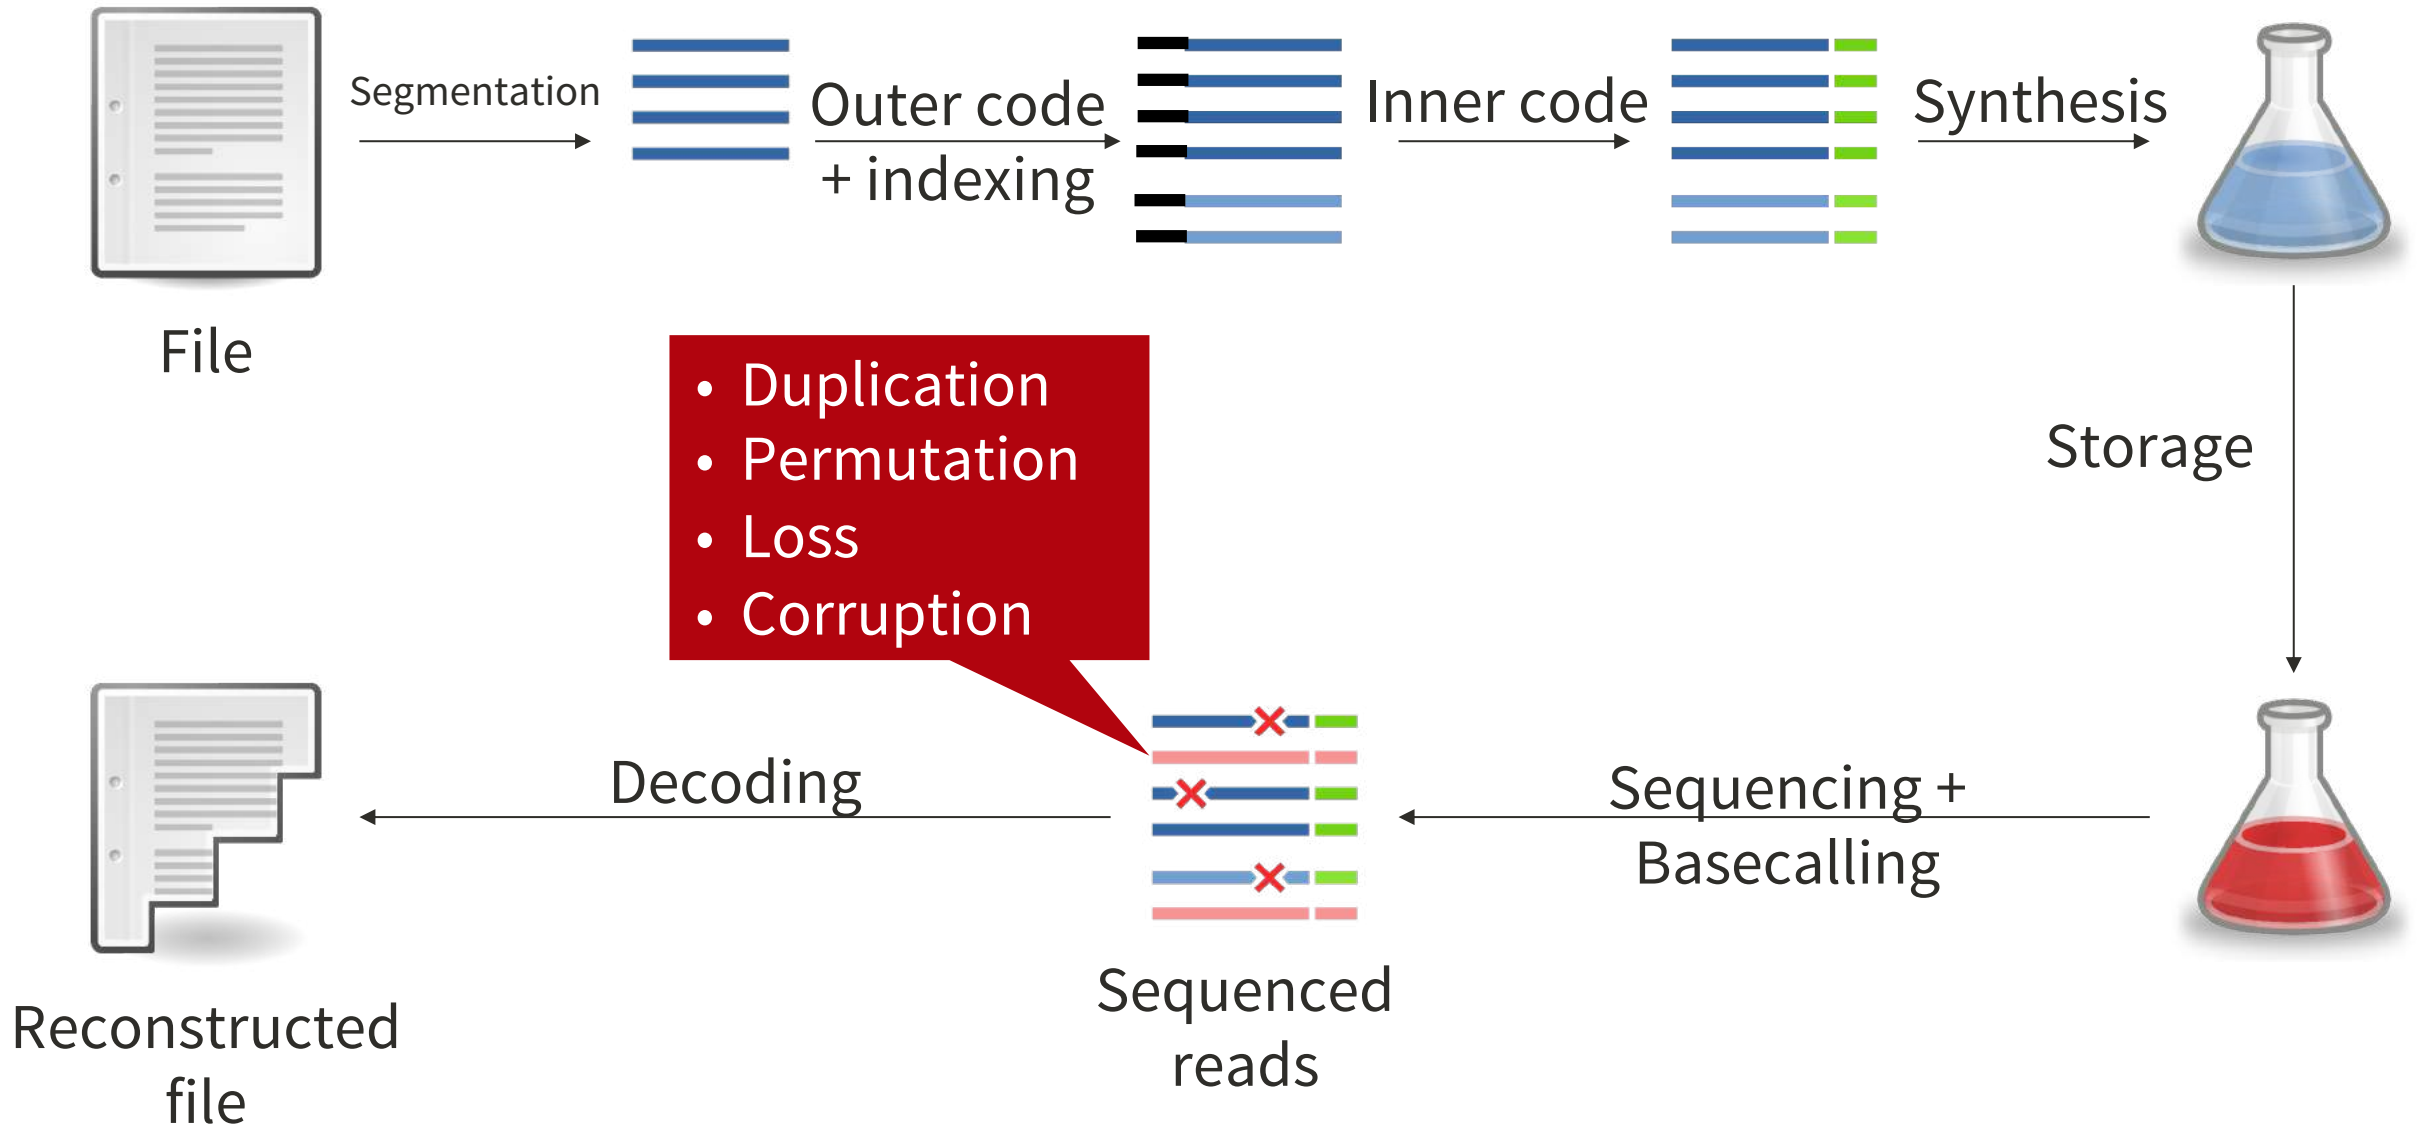 Segmentation
Outer code
+ indexing
Inner code
Synthesis
File
• Duplication
• Permutation
• Loss
• Corruption
Storage
Decoding
Sequencing +
Basecalling
Sequenced
reads
Reconstructed
file